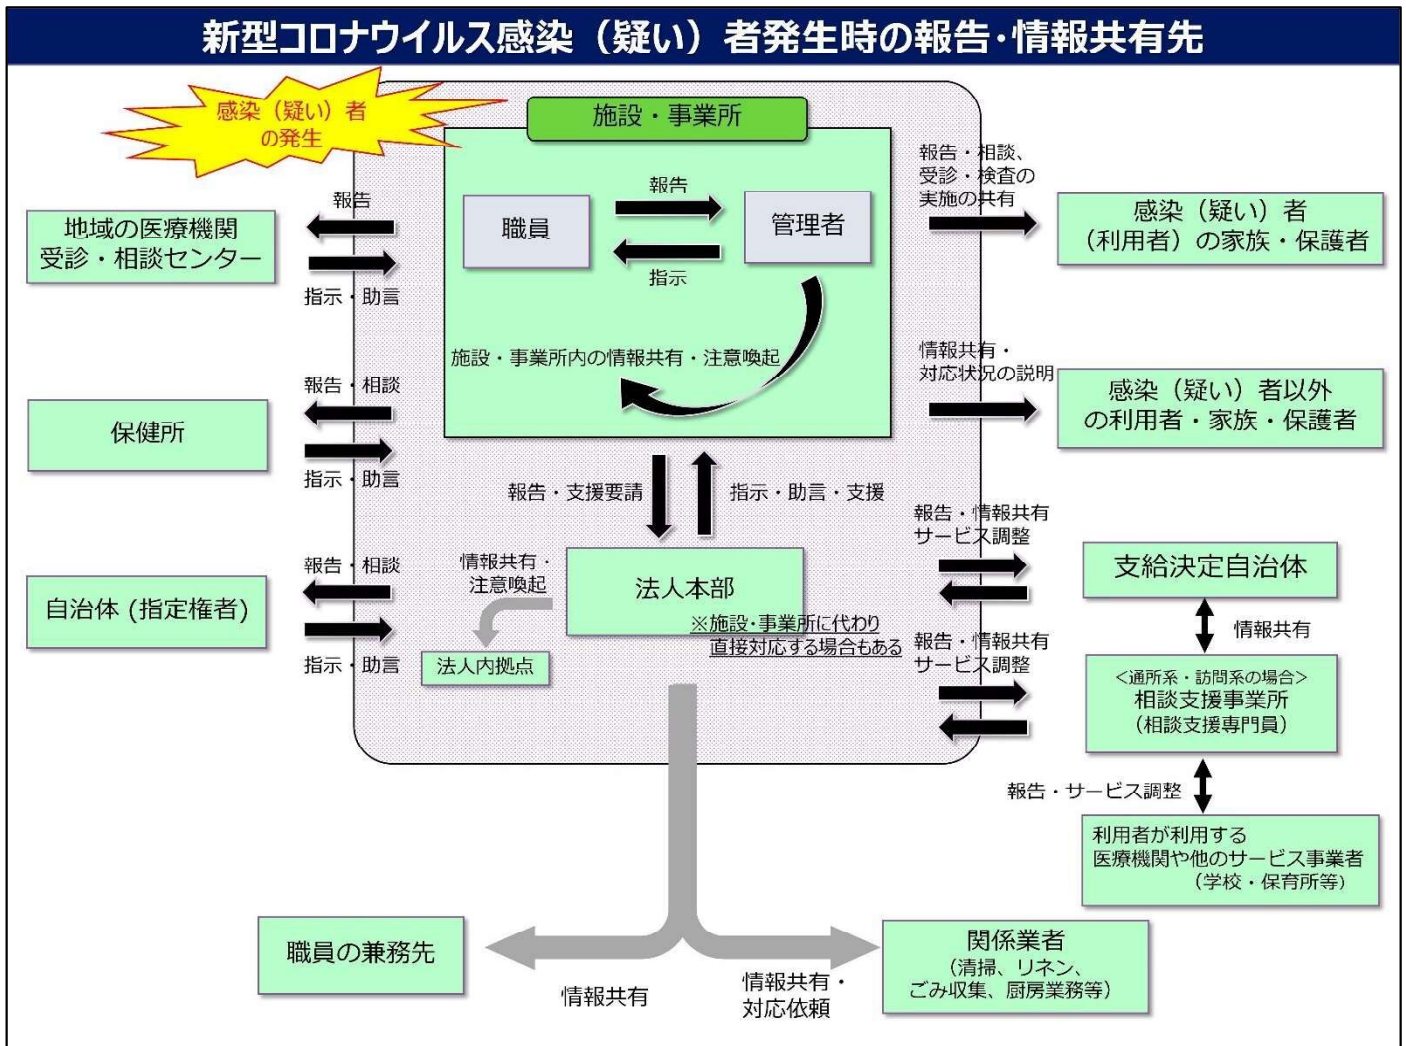 新型コロナウイルス感染（疑い）者発生時の報告・情報共有先
感染（疑い）者
の発生
施設・事業所
職員
報告
指示
管理者
施設・事業所内の情報共有・注意喚起
報告
地域の医療機関
受診・相談センター
指示・助言
報告・相談
保健所
指示・助言
報告・相談
自治体 (指定権者)
指示・助言
報告・相談、
受診・検査の
実施の共有
感染（疑い）者
（利用者）の家族・保護者
情報共有・
対応状況の説明
感染（疑い）者以外
の利用者・家族・保護者
報告・支援要請
指示・助言・支援
法人本部
※施設・事業所に代わり
直接対応する場合もある
情報共有・
注意喚起
法人内拠点
報告・情報共有
サービス調整
支給決定自治体
情報共有
報告・情報共有
サービス調整
＜通所系・訪問系の場合＞
相談支援事業所
（相談支援専門員）
報告・サービス調整
利用者が利用する
医療機関や他のサービス事業者
（学校・保育所等）
職員の兼務先
情報共有
情報共有・
対応依頼
関係業者
（清掃、リネン、
ごみ収集、厨房業務等）